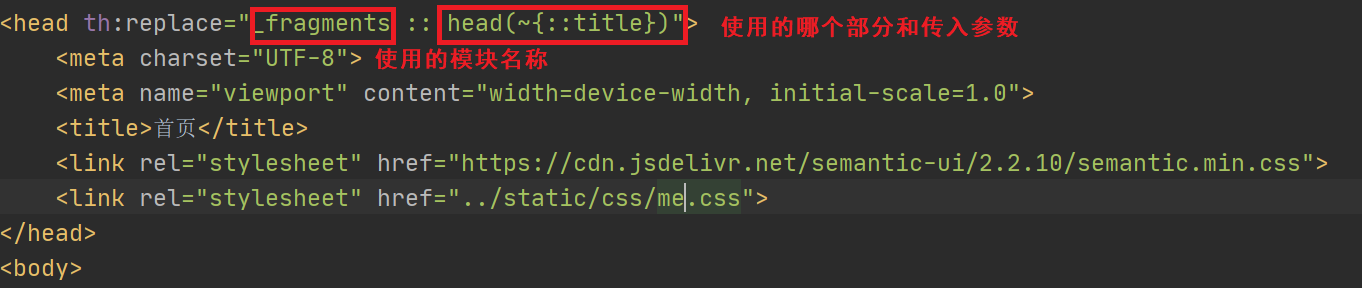 <head th:replace="_fragments :: head(~{::title})"> 使用的哪个部分和传入参数
<meta charset="UTF-8"> 使用的模块名称
<meta name="viewport" content="width=device-width, initial-scale=1.0">
<title>首页</title>
<link rel="stylesheet" href="https://cdn.jsdelivr.net/semantic-ui/2.2.10/semantic.min.css">
<link rel="stylesheet" href="../static/css/me.css">
</head>
<body>